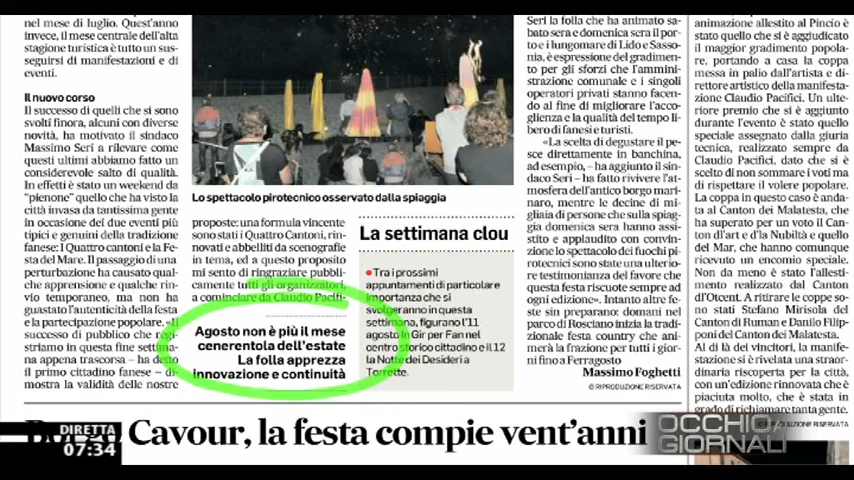 nel mese di luglio. Quest'anno
invece, il mese centrale dell'alta
stagione turistica è tutto un sus-
seguirsi di manifestazioni e di
eventi.
Il nuovo corso
Il successo di quelli che si sono
svolti finora, alcuni con diverse
novità, ha motivato il sindaco
Massimo Seri a rilevare come
questi ultimi abbiamo fatto un
considerevole salto di qualità.
In effetti è stato un weekend da
"pienone" quello che ha visto la
città invasa da tantissima gente
in occasione dei due eventi più
tipici e genuini della tradizione
fanese: I Quattro cantoni e la Fe-
sta del Mare. Il passaggio di una
perturbazione ha causato qual-
che apprensione e qualche rin-
vio temporaneo, ma non ha
guastato l'autenticità della festa
e la partecipazione popolare. «Il
successo di pubblico che regi-
striamo in questa fine settima-
na appena trascorsa – ha detto
il primo cittadino fanese – di-
mostra la validità delle nostre
Lo spettacolo pirotecnico osservato dalla spiaggia
proposte: una formula vincente
sono stati i Quattro Cantoni, rin-
novati e abbelliti da scenografie
in tema, ed a questo proposito
mi sento di ringraziare pubbli-
camente tutti gli organizzatori,
a cominciare da Claudio Pacifi-
Agosto non è più il mese
cenerentola dell'estate
La folla apprezza
innovazione e continuità
La settimana clou
Tra i prossimi
appuntamenti di particolare
importanza che si
svolgeranno in questa
settimana, figurano l'11
agosto In Gir per Fan nel
centro storico cittadino e il 12
la Notte dei Desideri a
Torrette.
Seri la folla che ha animato sa-
bato sera e domenica sera il por-
to e i lungomare di Lido e Sasso-
nia, è espressione del gradimen-
to per gli sforzi che l'ammini-
strazione comunale e i singoli
operatori privati stanno facen-
do al fine di migliorare l'acco-
glienza e la qualità del tempo li-
bero di fanesi e turisti.
«La scelta di degustare il pe-
sce direttamente in banchina,
ad esempio, – ha aggiunto il sin-
daco Seri – ha fatto rivivere l'at-
mosfera dell'antico borgo mari-
naro, mentre le decine di mi-
gliaia di persone che sulla spiag-
gia domenica sera hanno assi-
stito e applaudito con convin-
zione lo spettacolo dei fuochi pi-
rotecnici sono state una ulterio-
re testimonianza del favore che
questa festa riscuote sempre ad
ogni edizione». Intanto altre fe-
ste sin preparano: domani nel
parco di Rosciano inizia la tradi-
zionale festa country che ani-
merà la frazione per tutti i gior-
ni fino a Ferragosto
Massimo Foghetti
© RIPRODUZIONE RISERVATA
animazione allestito al Pincio è
stato quello che si è aggiudicato
il maggior gradimento popola-
re, portando a casa la coppa
messa in palio dall'artista e di-
rettore artistico della manifesta-
zione Claudio Pacifici. Un ulte-
riore premio che si è aggiunto
durante l'evento è stato quello
speciale assegnato dalla giuria
tecnica, realizzato sempre da
Claudio Pacifici, dato che si è
scelto di non sommare i voti ma
di rispettare il volere popolare.
La coppa in questo caso è anda-
ta al Canton dei Malatesta, che
ha superato per un voto il Can-
ton d'art e d'la Nubiltà e quello
del Mar, che hanno comunque
ricevuto un encomio speciale.
Non da meno è stato l'allesti-
mento realizzato dal Canton
d'Otcent. A ritirare le coppe so-
no stati Stefano Mirisola del
Canton di Ruman e Danilo Filip-
poni del Canton dei Malatesta.
Al di là dei vincitori, la manife-
stazione si è rivelata una straor-
dinaria riscoperta per la città,
con un'edizione rinnovata che è
piaciuta molto, che è stata in
grado di richiamare tanta gente.
RIPRODUZIONE RISERVATA
Borgo Cavour, la festa compie vent'anni
DIRETTA
07:34
OCCHIO AI
GIORNALI